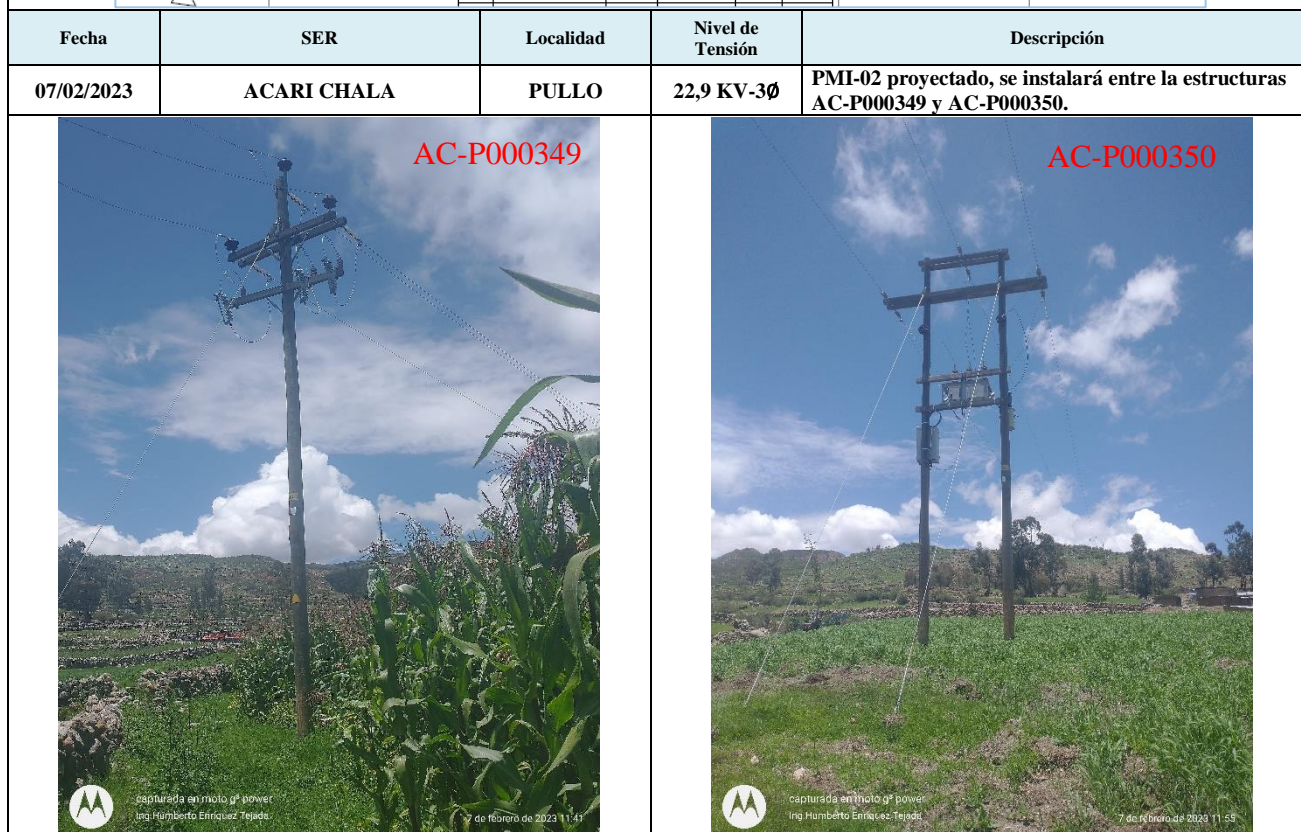 Fecha
SER
Localidad
Nivel de
Tensión
Descripción
07/02/2023
ACARI CHALA
PULLO
22,9 KV-3Ø
PMI-02 proyectado, se instalará entre la estructuras
AC-P000349 y AC-P000350.
AC-P000349
capturada en moto g⁸ power
Ing.Humberto Enriquez Tejada
7 de febrero de 2023 11:41
AC-P000350
capturada en moto g⁸ power
Ing.Humberto Enriquez Tejada
7 de febrero de 2023 11:55